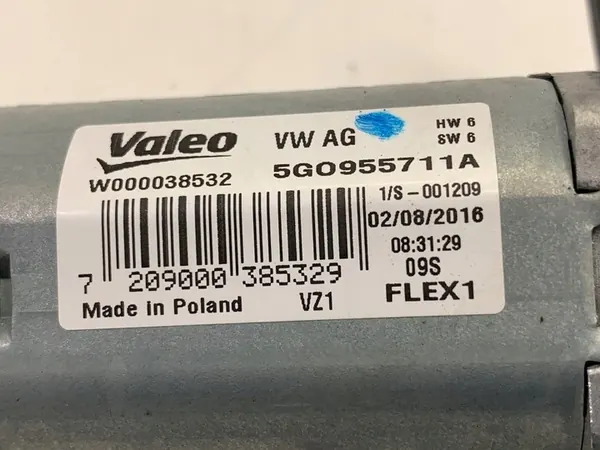 Valeo VW AG HW 6
SW 6
W000038532 5G0955711A
1/S-001209
02/08/2016
08:31:29
7 209000 385329 09S
Made in Poland VZ1 FLEX1